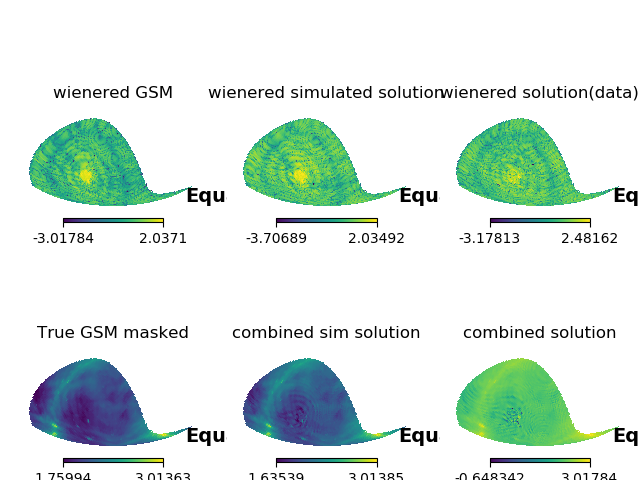 wienered GSM
wienered simulated solution
wienered solution(data)
Equ
Equ
Eq
-3.01784 2.0371
-3.70689 2.03492
-3.17813 2.48162
True GSM masked
combined sim solution
combined solution
Equ
Equ
Eq
1.75994 3.01363
1.63539 3.01385
-0.648342 3.01784